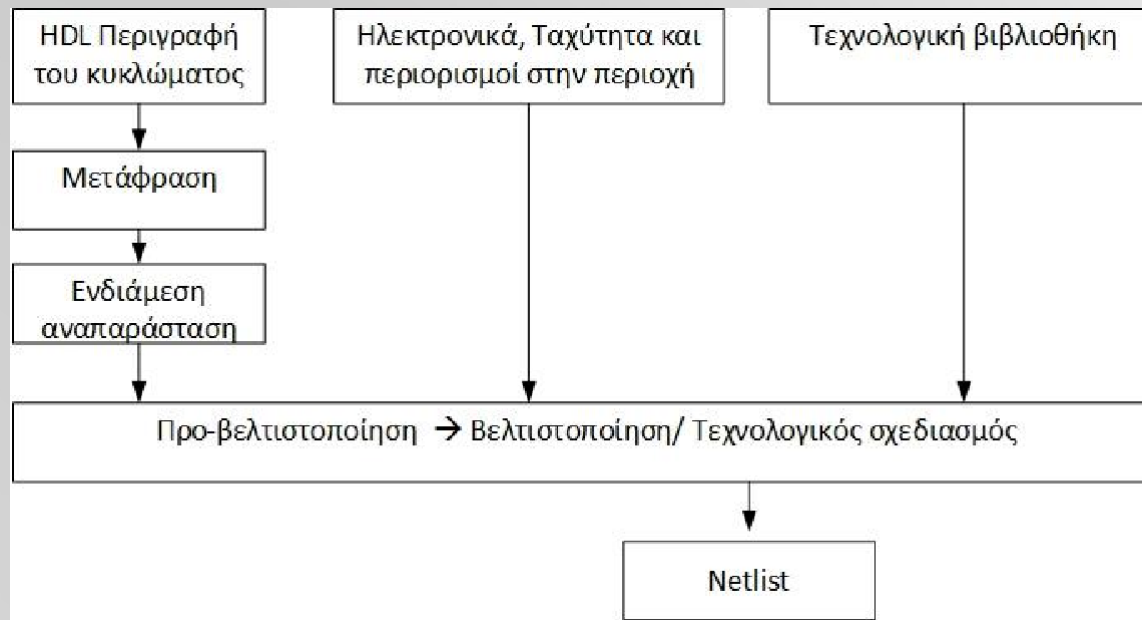 HDL Περιγραφή
του κυκλώματος
Ηλεκτρονικά, Ταχύτητα και
περιορισμοί στην περιοχή
Τεχνολογική βιβλιοθήκη
Μετάφραση
Ενδιάμεση
αναπαράσταση
Προ-βελτιστοποίηση → Βελτιστοποίηση/ Τεχνολογικός σχεδιασμός
Netlist